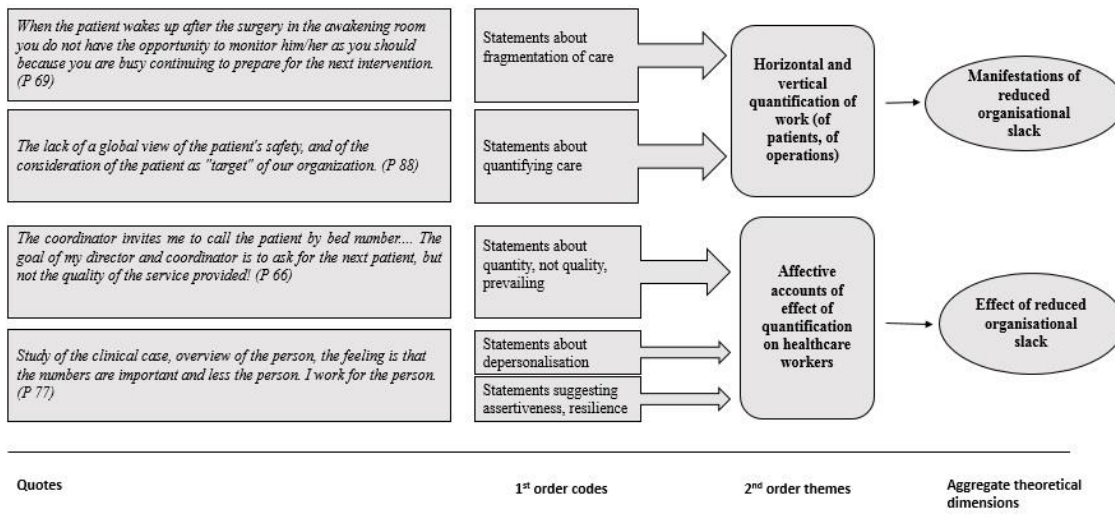 When the patient wakes up after the surgery in the awakening room
you do not have the opportunity to monitor him/her as you should
because you are busy continuing to prepare for the next intervention.
(P 69)
Statements about
fragmentation of care
Horizontal and
vertical
quantification of
work (of
patients, of
operations)
Manifestations of
reduced
organisational
slack
The lack of a global view of the patient's safety, and of the
consideration of the patient as "target" of our organization. (P 88)
Statements about
quantifying care
The coordinator invites me to call the patient by bed number.... The
goal of my director and coordinator is to ask for the next patient, but
not the quality of the service provided! (P 66)
Statements about
quantity, not quality,
prevailing
Affective
accounts of
effect of
quantification
on healthcare
workers
Effect of reduced
organisational
slack
Study of the clinical case, overview of the person, the feeling is that
the numbers are important and less the person. I work for the person.
(P 77)
Statements about
depersonalisation
Statements suggesting
assertiveness, resilience
Quotes
1st order codes
2nd order themes
Aggregate theoretical
dimensions